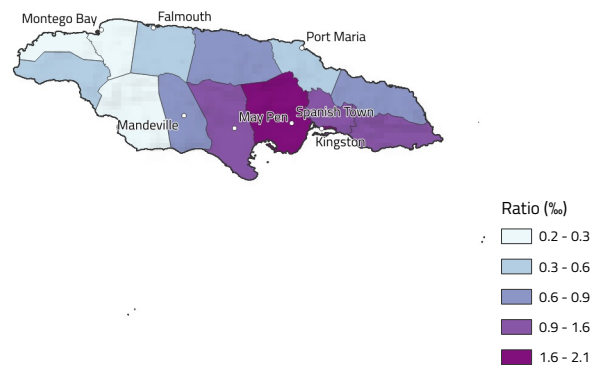 Montego Bay
Falmouth
Port Maria
Mandeville
May Pen
Spanish Town
Kingston
Ratio (‰)
0.2 - 0.3
0.3 - 0.6
0.6 - 0.9
0.9 - 1.6
1.6 - 2.1